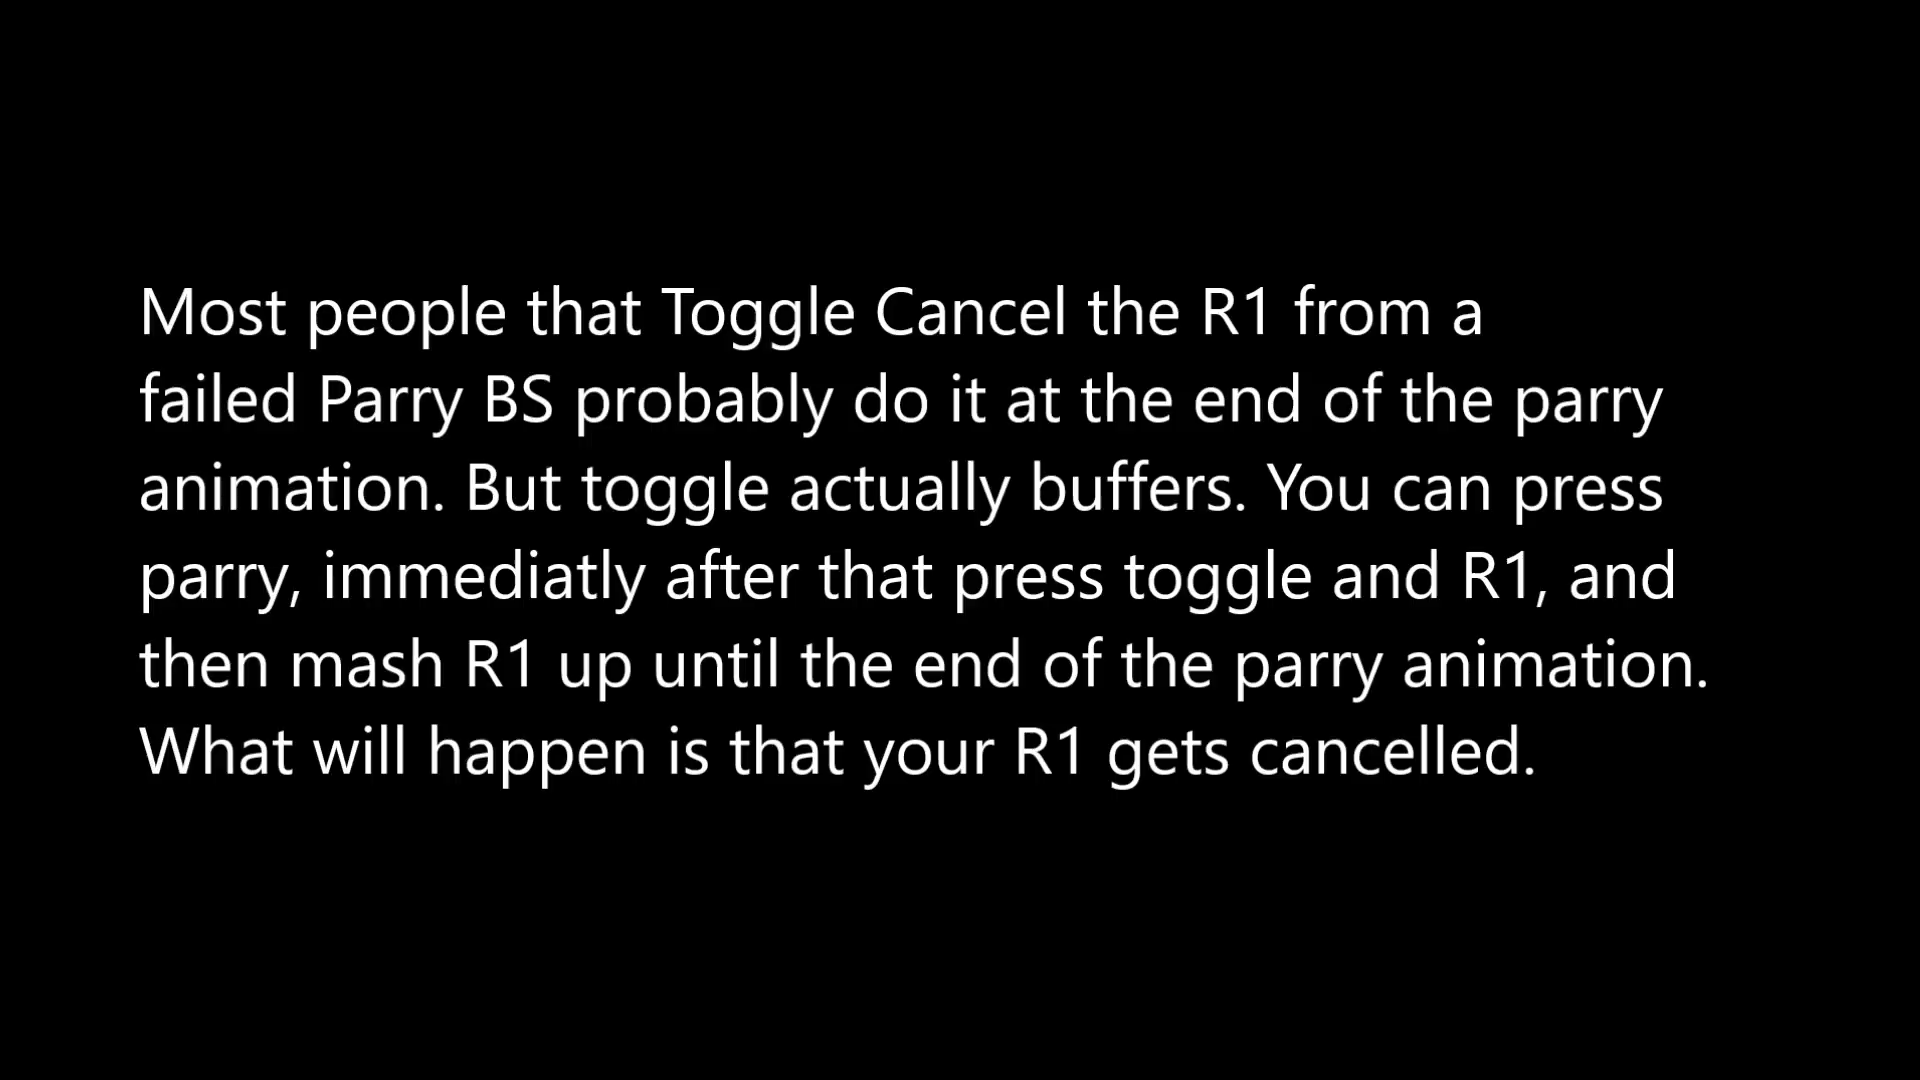 Most people that Toggle Cancel the R1 from a
failed Parry BS probably do it at the end of the parry
animation. But toggle actually buffers. You can press
parry, immediatly after that press toggle and R1, and
then mash R1 up until the end of the parry animation.
What will happen is that your R1 gets cancelled.